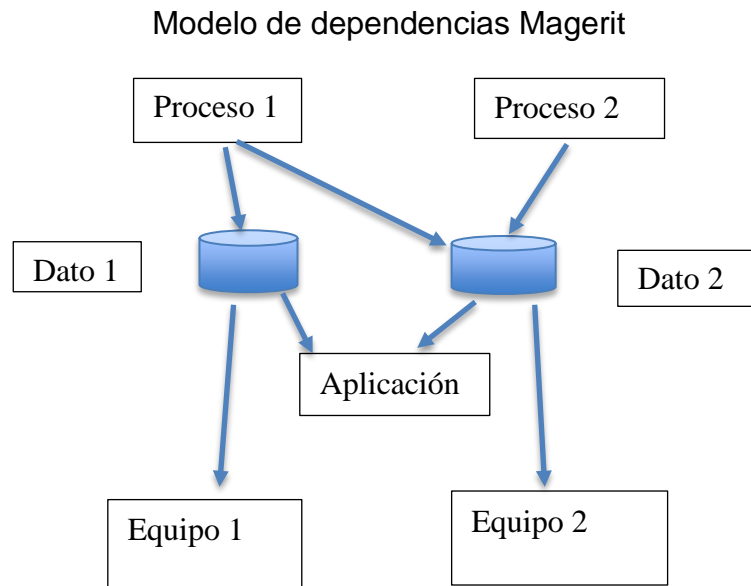 Modelo de dependencias Magerit
Proceso 1
Proceso 2
Dato 1
Dato 2
Aplicación
Equipo 1
Equipo 2